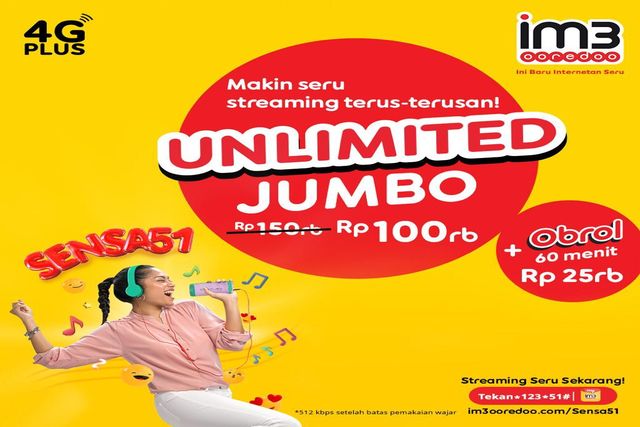 4G
PLUS
im3
ooredoo
Ini Baru Internetan Seru
Makin seru
streaming terus-terusan!
UNLIMITED
JUMBO
Rp 150rb Rp 100rb
+ Obrol
60 menit
Rp 25rb
SENSA51
Streaming Seru Sekarang!
Tekan*123*51# |
im3ooredoo.com/Sensa51
*512 kbps setelah batas pemakaian wajar